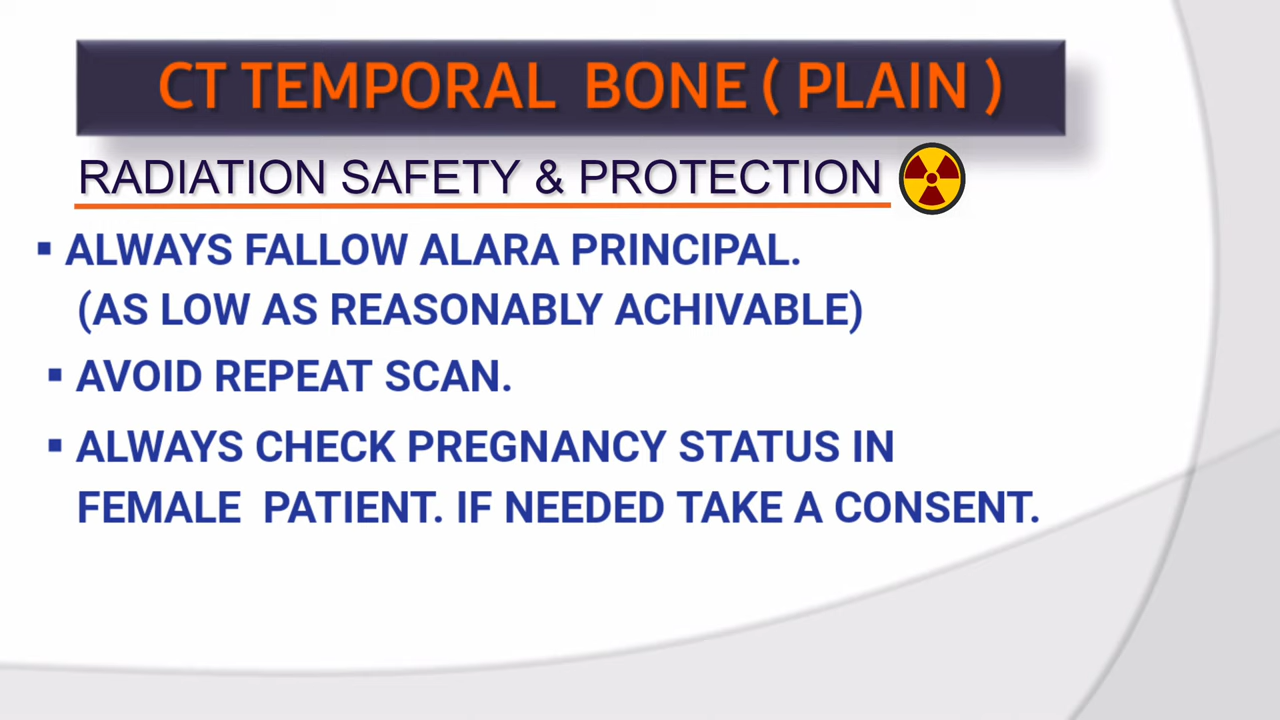 CT TEMPORAL BONE ( PLAIN )
RADIATION SAFETY & PROTECTION
▪ ALWAYS FALLOW ALARA PRINCIPAL.
(AS LOW AS REASONABLY ACHIVABLE)
▪ AVOID REPEAT SCAN.
▪ ALWAYS CHECK PREGNANCY STATUS IN
FEMALE PATIENT. IF NEEDED TAKE A CONSENT.